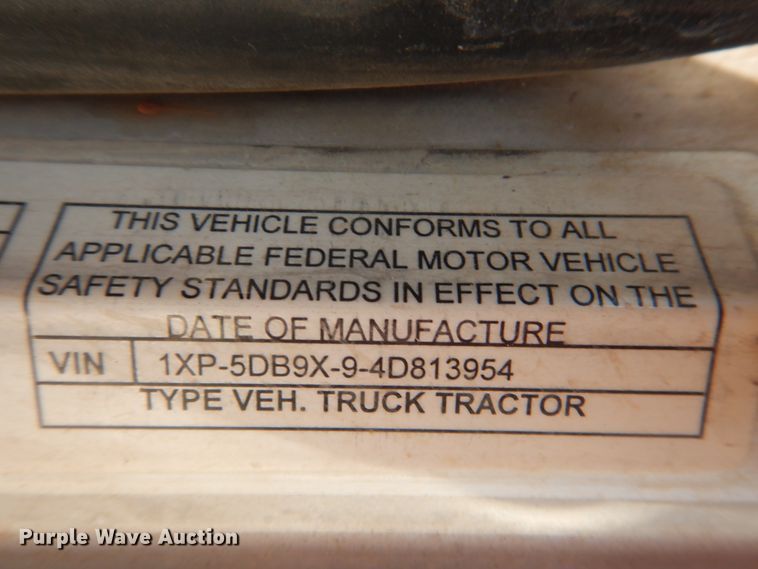 THIS VEHICLE CONFORMS TO ALL
APPLICABLE FEDERAL MOTOR VEHICLE
SAFETY STANDARDS IN EFFECT ON THE
DATE OF MANUFACTURE
VIN 1XP-5DB9X-9-4D813954
TYPE VEH. TRUCK TRACTOR
Purple Wave Auction